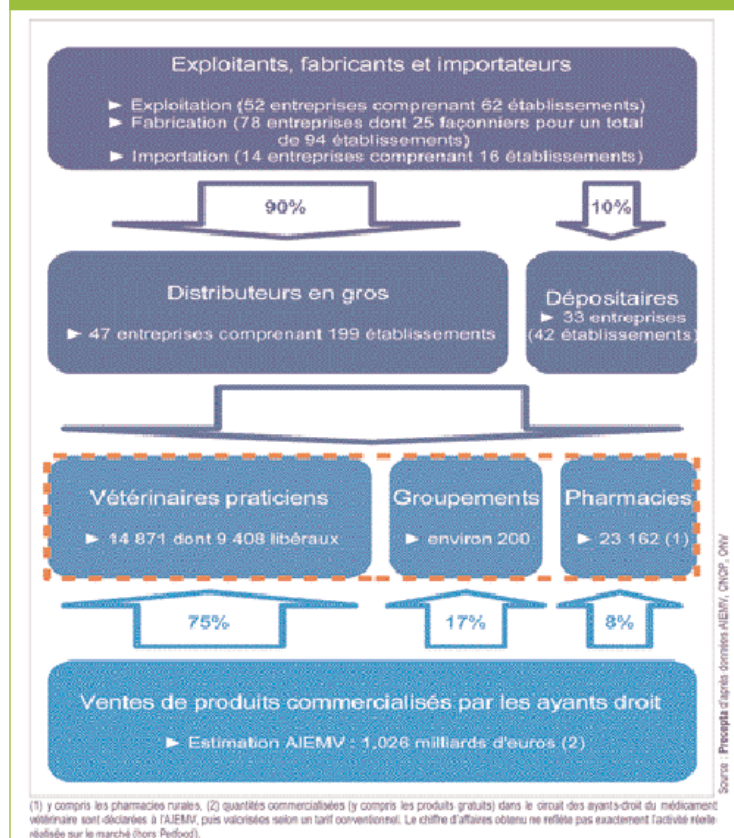 Exploitants, fabricants et importateurs
► Exploitation (52 entreprises comprenant 62 établissements)
► Fabrication (78 entreprises dont 25 façonniers pour un total
de 94 établissements)
► Importation (14 entreprises comprenant 16 établissements)
90%
10%
Distributeurs en gros
► 47 entreprises comprenant 199 établissements
Dépositaires
► 33 entreprises
(42 établissements)
Vétérinaires praticiens
► 14 871 dont 9 408 libéraux
Groupements
► environ 200
Pharmacies
► 23 162 (1)
75%
17%
8%
Ventes de produits commercialisés par les ayants droit
► Estimation AIEMV : 1,026 milliards d'euros (2)
Source : Precepta d'après données AIEMV, CNOP, ONV
(1) y compris les pharmacies rurales, (2) quantités commercialisées (y compris les produits gratuits) dans le circuit des ayants-droit du médicament
vétérinaire sont déclarées à l'AIEMV, puis valorisées selon un tarif conventionnel. Le chiffre d'affaires obtenu ne reflète pas exactement l'activité réelle
réalisée sur le marché (hors Petfood).